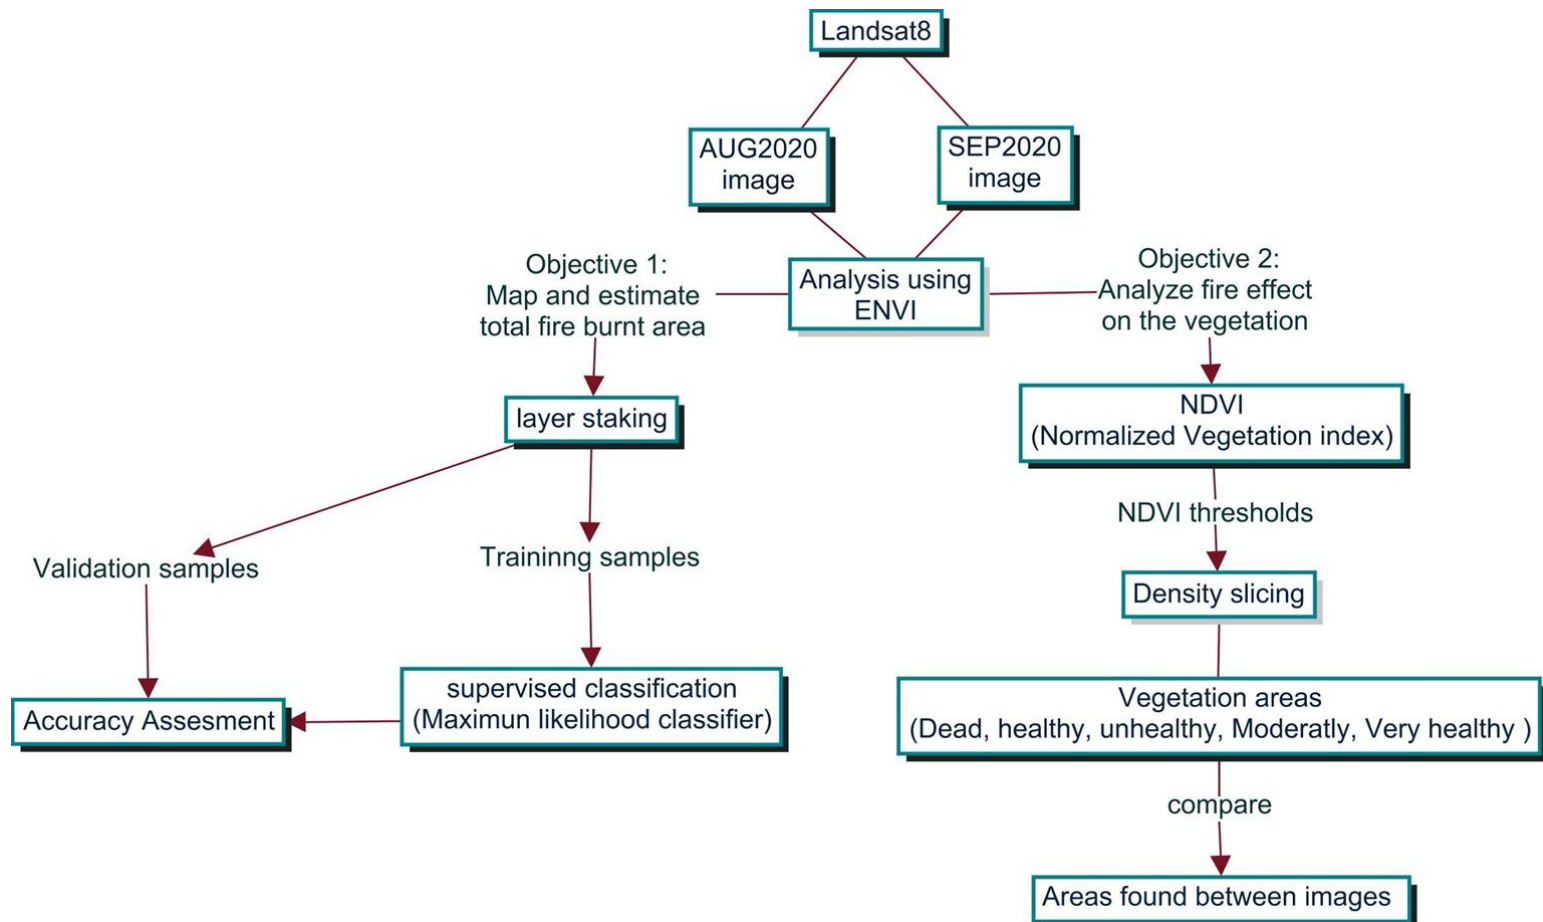 Landsat8
AUG2020
image
SEP2020
image
Objective 1:
Map and estimate
total fire burnt area
Analysis using
ENVI
Objective 2:
Analyze fire effect
on the vegetation
layer staking
NDVI
(Normalized Vegetation index)
NDVI thresholds
Validation samples
Traininng samples
Density slicing
supervised classification
(Maximun likelihood classifier)
Accuracy Assesment
Vegetation areas
(Dead, healthy, unhealthy, Moderatly, Very healthy )
compare
Areas found between images